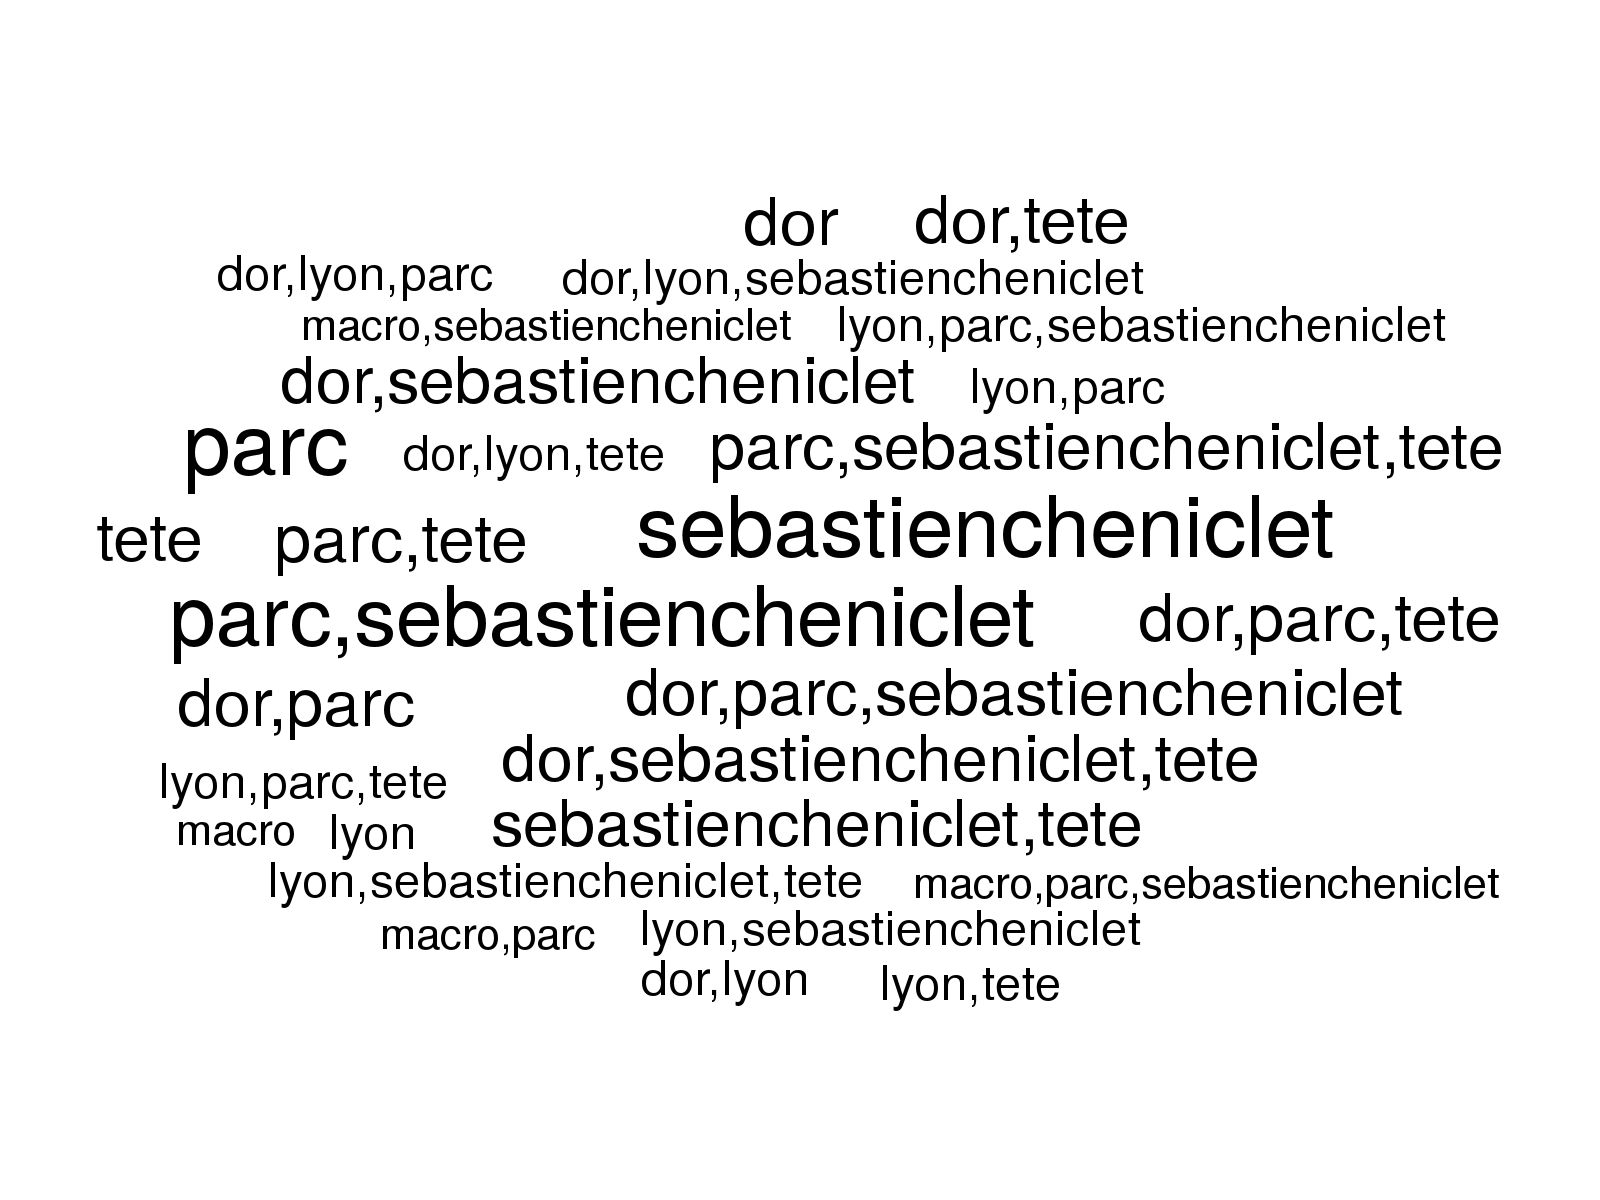 dor dor,tete
dor,lyon,parc dor,lyon,sebastiencheniclet
macro,sebastiencheniclet lyon,parc,sebastiencheniclet
dor,sebastiencheniclet lyon,parc
parc dor,lyon,tete parc,sebastiencheniclet,tete
tete parc,tete sebastiencheniclet
parc,sebastiencheniclet dor,parc,tete
dor,parc dor,parc,sebastiencheniclet
lyon,parc,tete dor,sebastiencheniclet,tete
macro lyon sebastiencheniclet,tete
lyon,sebastiencheniclet,tete macro,parc,sebastiencheniclet
macro,parc lyon,sebastiencheniclet
dor,lyon lyon,tete